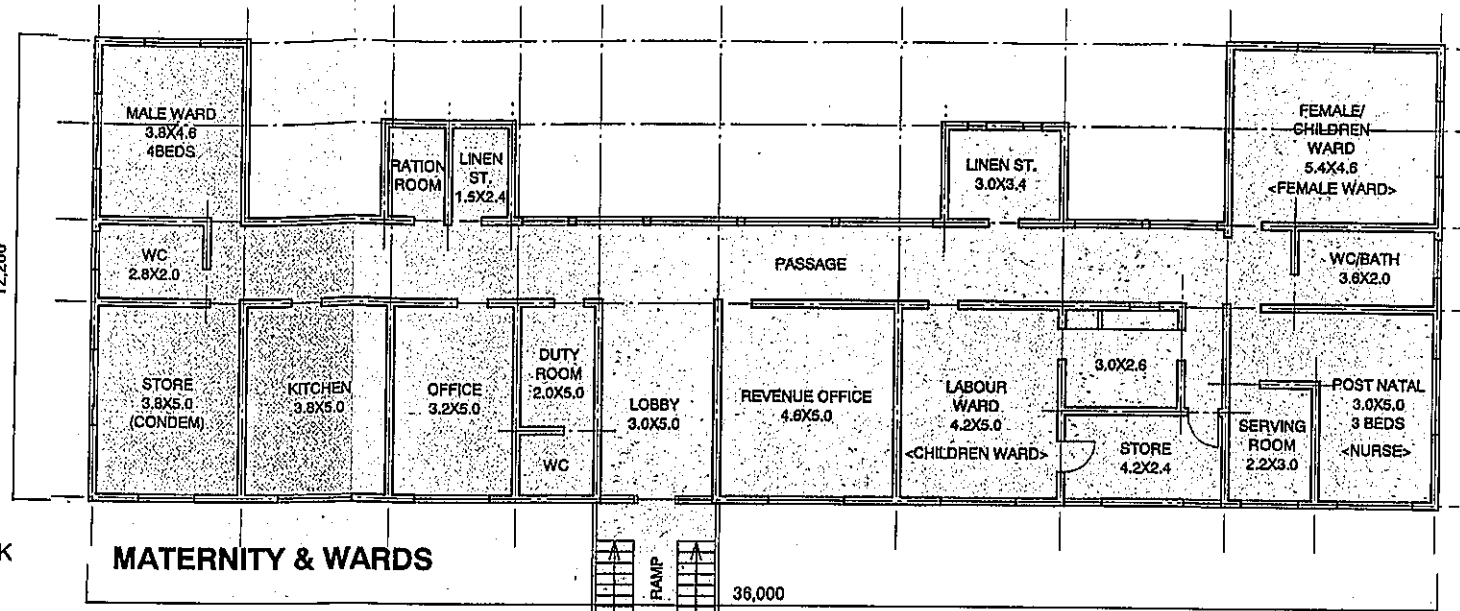 MALE WARD
3.8X4.6
4BEDS
RATION
ROOM
LINEN
ST.
1.5X2.4
LINEN ST.
3.0X3.4
FEMALE/
CHILDREN
WARD
5.4X4.6
<FEMALE WARD>
WC
2.8X2.0
PASSAGE
WC/BATH
3.6X2.0
STORE
3.8X5.0
(CONDEM)
KITCHEN
3.8X5.0
OFFICE
3.2X5.0
DUTY
ROOM
2.0X5.0
WC
LOBBY
3.0X5.0
REVENUE OFFICE
4.6X5.0
LABOUR
WARD
4.2X5.0
<CHILDREN WARD>
3.0X2.6
STORE
4.2X2.4
SERVING
ROOM
2.2X3.0
POST NATAL
3.0X5.0
3 BEDS
<NURSE>
K
MATERNITY & WARDS
RAMP
36,000